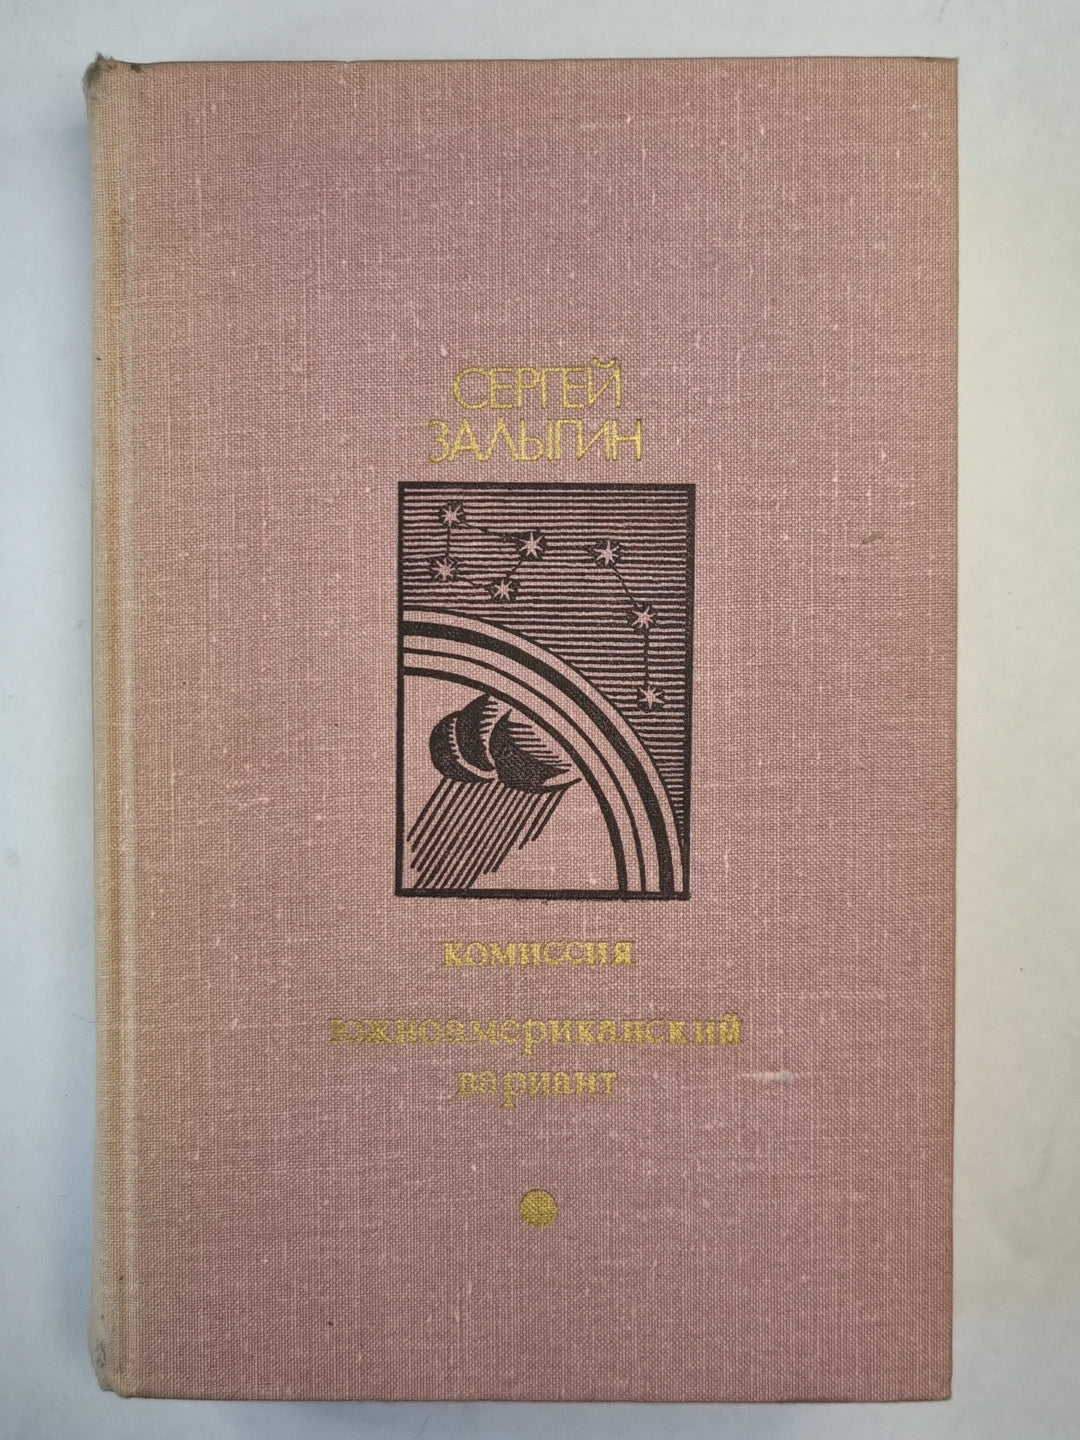 СЕРГЕЙ
ЗАЛЫГИН
комиссия
южноамериканский
вариант